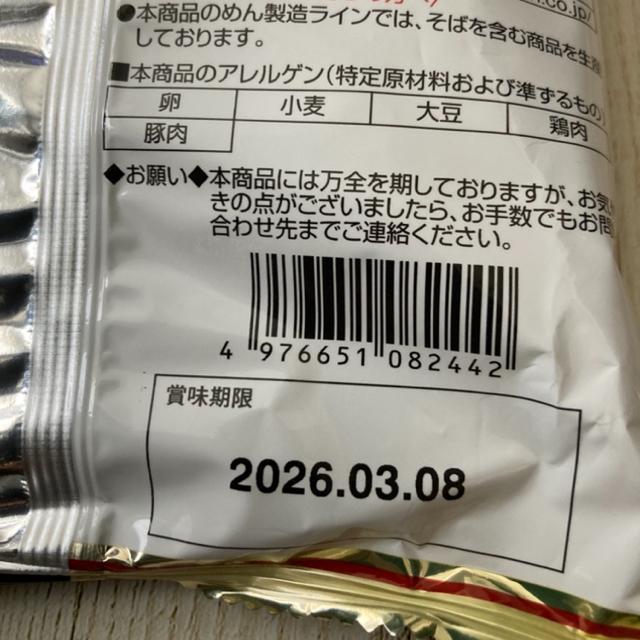 .co.jp/
●本商品のめん製造ラインでは、そばを含む商品を生産
しております。
■本商品のアレルゲン(特定原材料および準ずるもの)
卵 小麦 大豆 鶏肉
豚肉
◆お願い◆本商品には万全を期しておりますが、お気
きの点がございましたら、お手数でもお問
合わせ先までご連絡ください。
4 976651 082442
賞味期限
2026.03.08